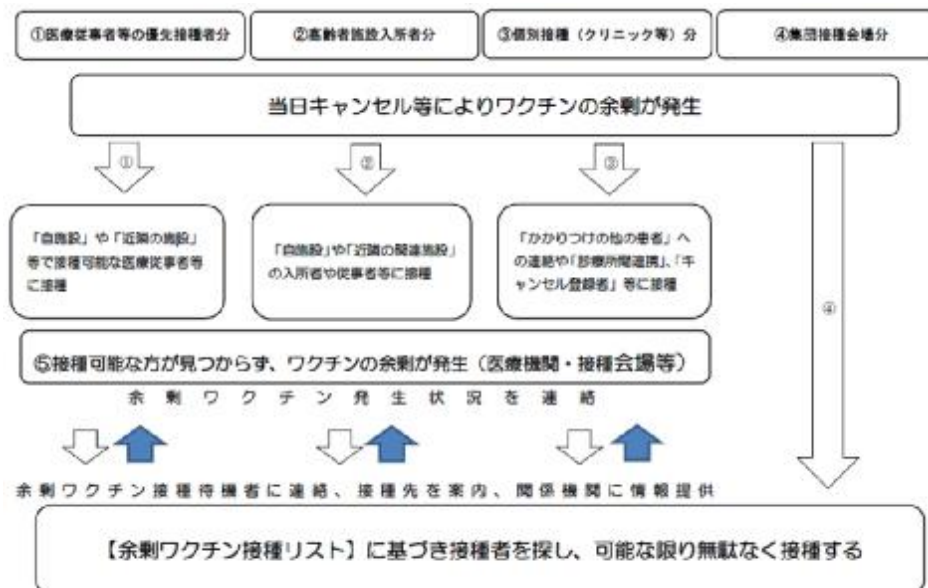 ①医療従事者等の優先接種者分
②高齢者施設入所者分
③個別接種（クリニック等）分
④集団接種会場分
当日キャンセル等によりワクチンの余剰が発生
①
②
③
「自施設」や「近隣の施設」
等で接種可能な医療従事者等
に接種
「自施設」や「近隣の関連施設」
の入所者や従事者等に接種
「かかりつけの他の患者」へ
の連絡や「診療所間連携」、「キ
ャンセル登録者」等に接種
④
⑤接種可能な方が見つからず、ワクチンの余剰が発生（医療機関・接種会場等）
余剰ワクチン発生状況を連絡
余剰ワクチン接種待機者に連絡、接種先を案内、関係機関に情報提供
【余剰ワクチン接種リスト】に基づき接種者を探し、可能な限り無駄なく接種する